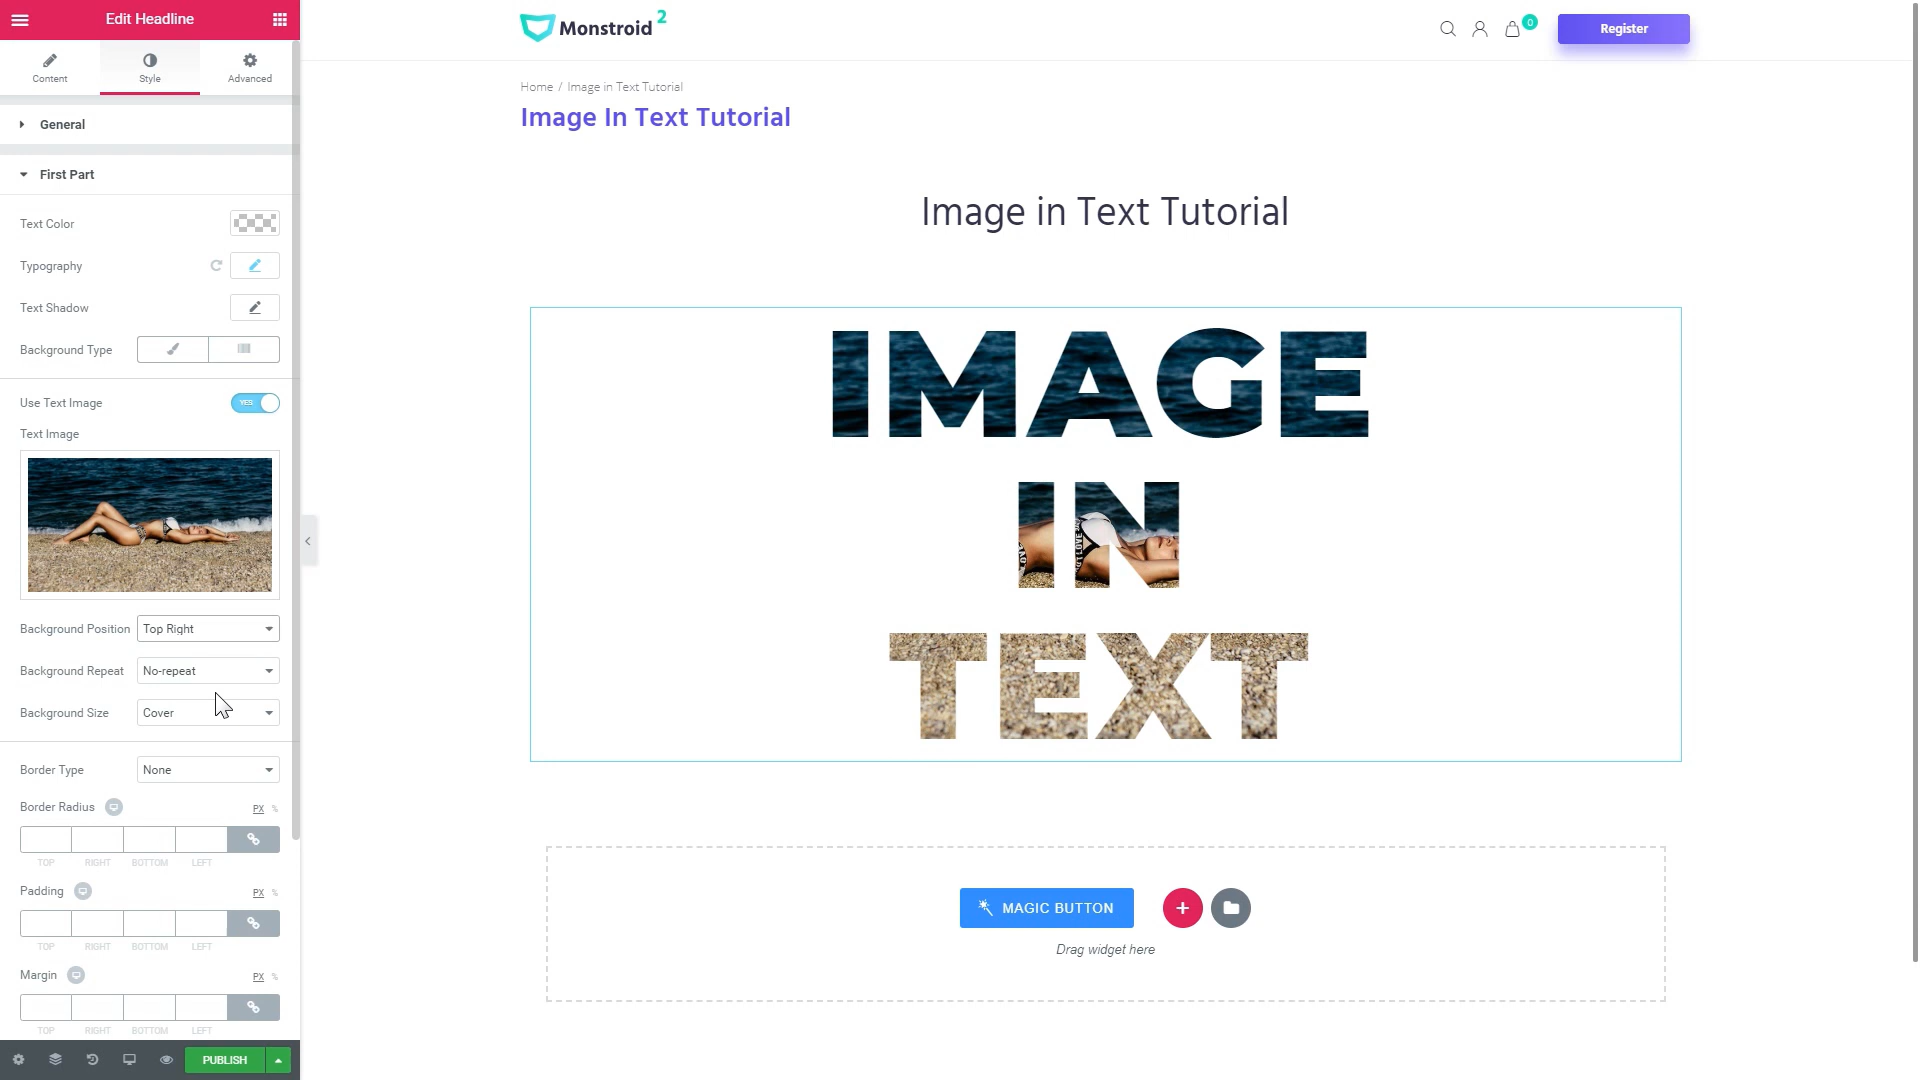 Edit Headline
Content
Style
Advanced
General
First Part
Text Color
Typography
Text Shadow
Background Type
Use Text Image
YES
Text Image
Background Position
Top Right
Background Repeat
No-repeat
Background Size
Cover
Border Type
None
Border Radius
PX %
TOP RIGHT BOTTOM LEFT
Padding
PX %
TOP RIGHT BOTTOM LEFT
Margin
PX %
TOP RIGHT BOTTOM LEFT
PUBLISH
Monstroid 2
0
Register
Home / Image in Text Tutorial
Image In Text Tutorial
Image in Text Tutorial
IMAGE
IN
TEXT
MAGIC BUTTON
Drag widget here